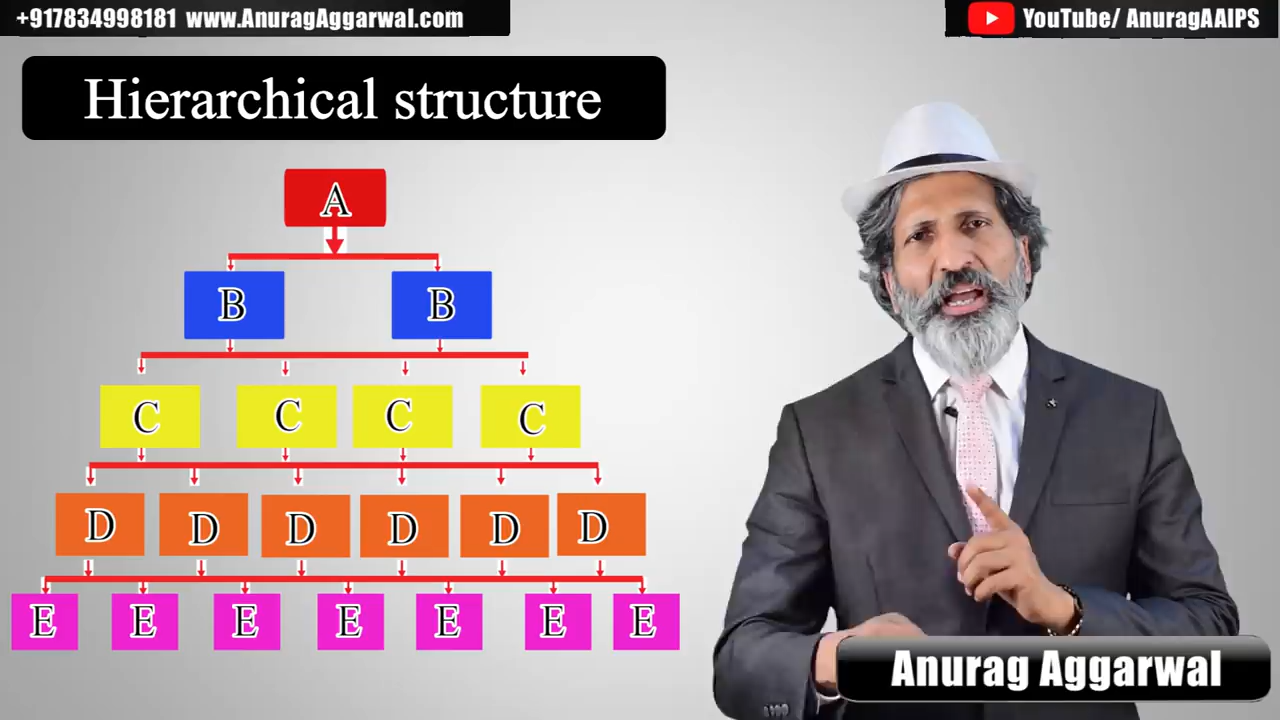 +917834998181 www.AnuragAggarwal.com
YouTube/ AnuragAAIPS
Hierarchical structure
A
B B
C C C C
D D D D D D
E E E E E E E
Anurag Aggarwal